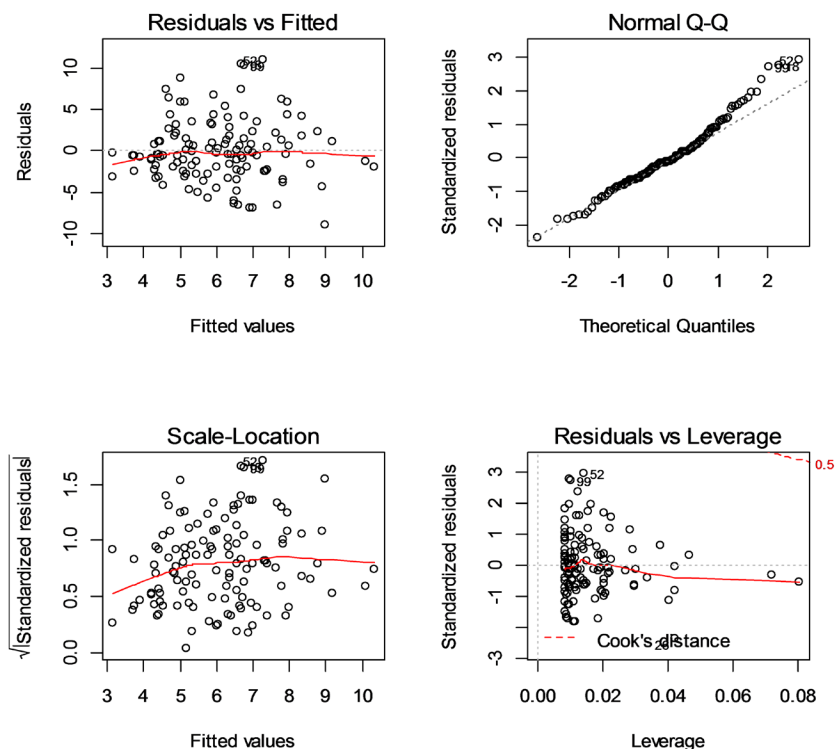 Residuals vs Fitted
Residuals
10
5
0
-5
-10
52
99
3 4 5 6 7 8 9 10
Fitted values
Normal Q-Q
Standardized residuals
3
2
1
0
-1
-2
52
-2 -1 0 1 2
Theoretical Quantiles
Scale-Location
√|Standardized residuals|
1.5
1.0
0.5
0.0
52
99
3 4 5 6 7 8 9 10
Fitted values
Residuals vs Leverage
Standardized residuals
3
2
1
0
-1
-3
52
99
0.5
Cook's distance
0.00 0.02 0.04 0.06 0.08
Leverage